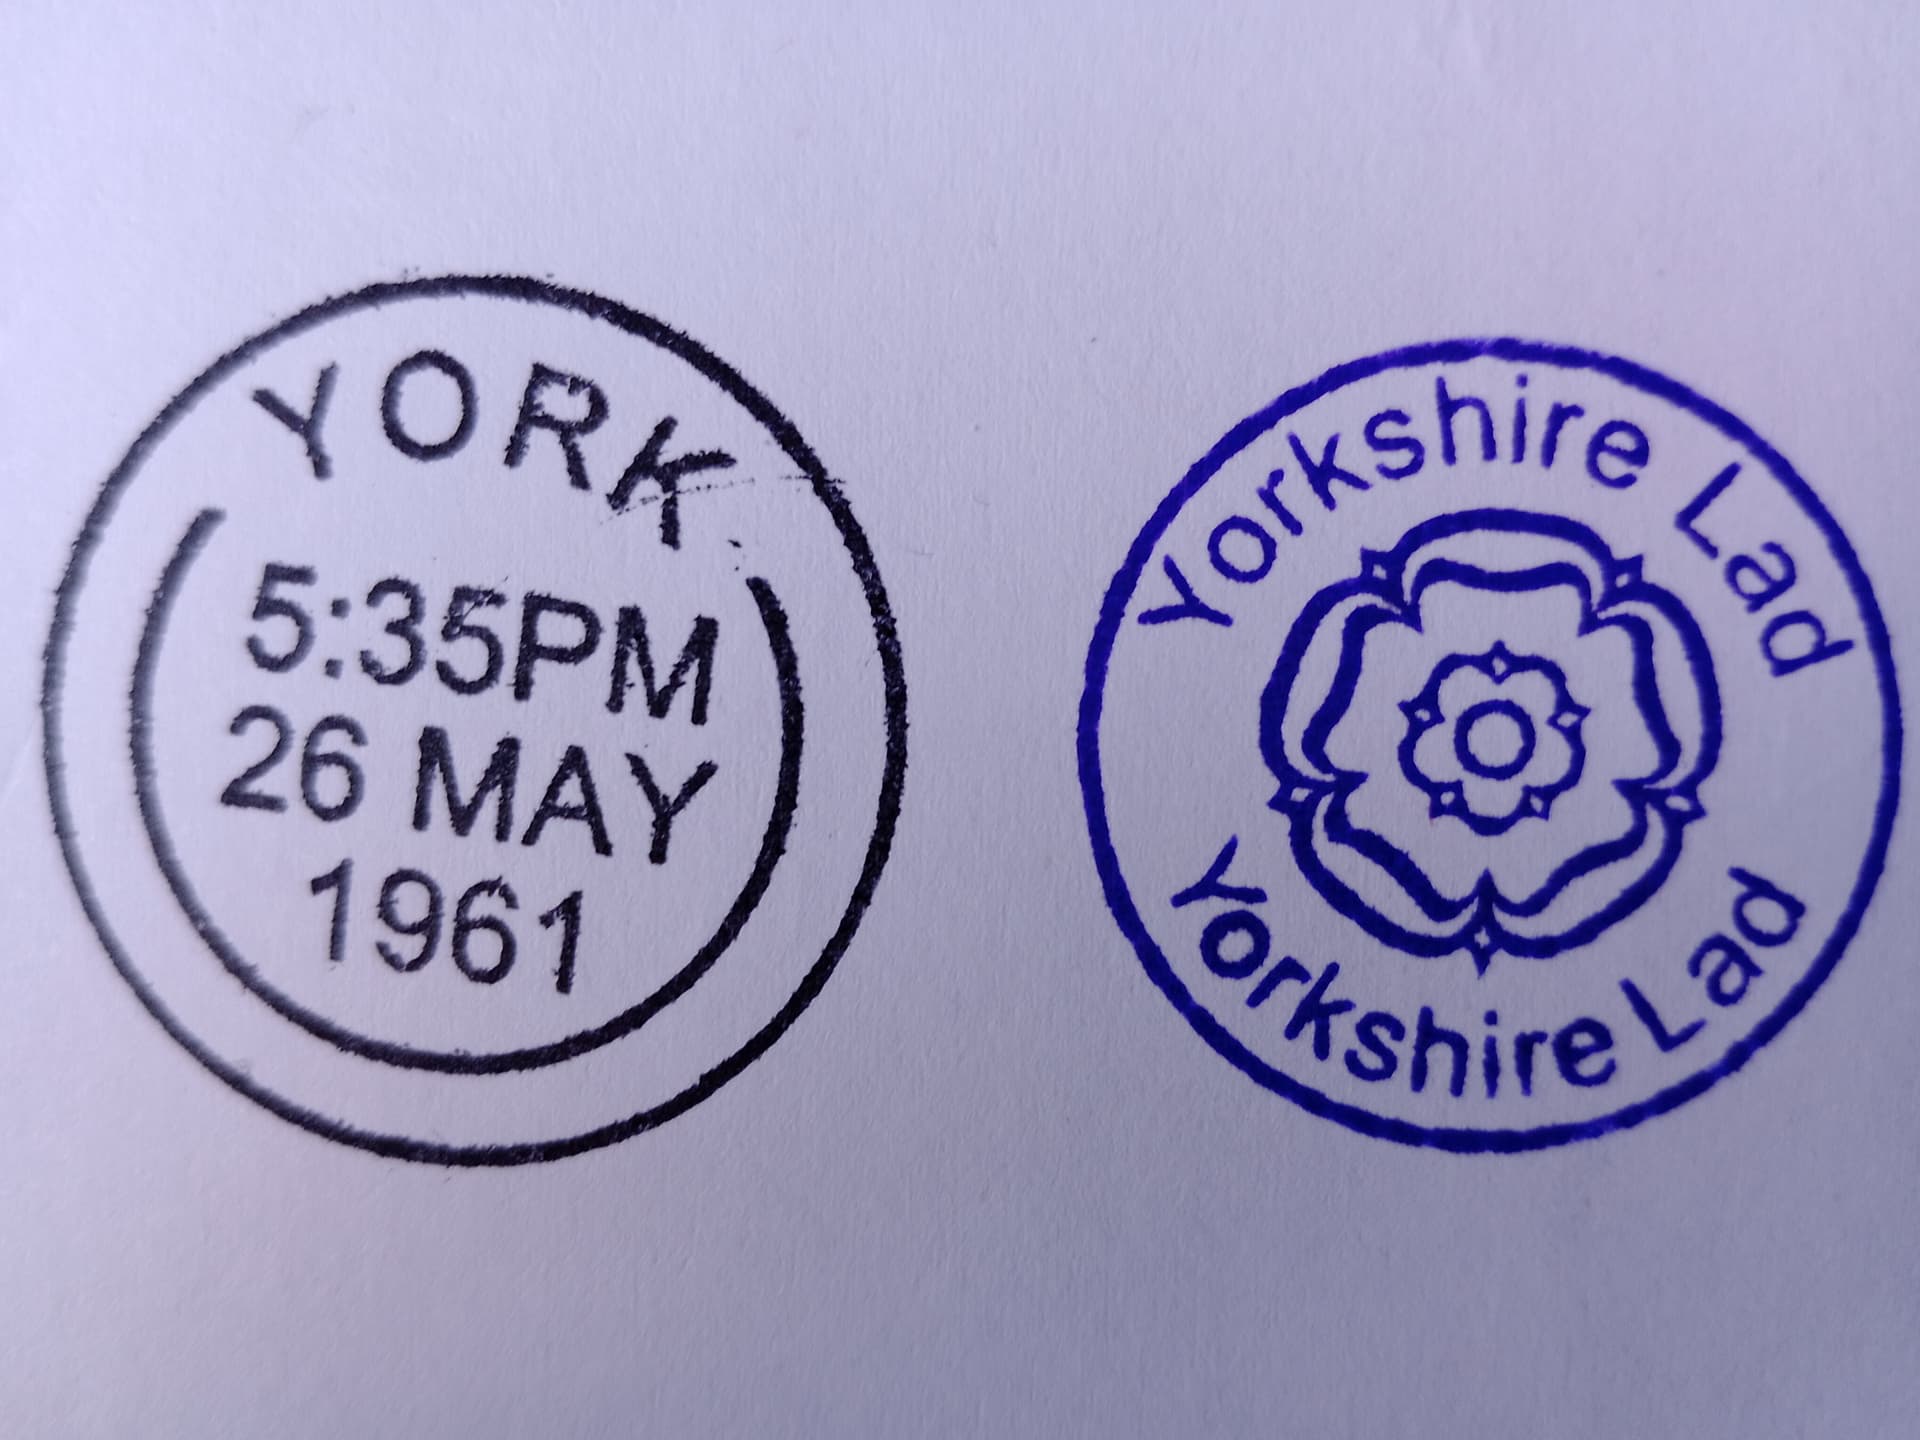 YORK
5:35PM
26 MAY
1961
Yorkshire Lad
Yorkshire Lad